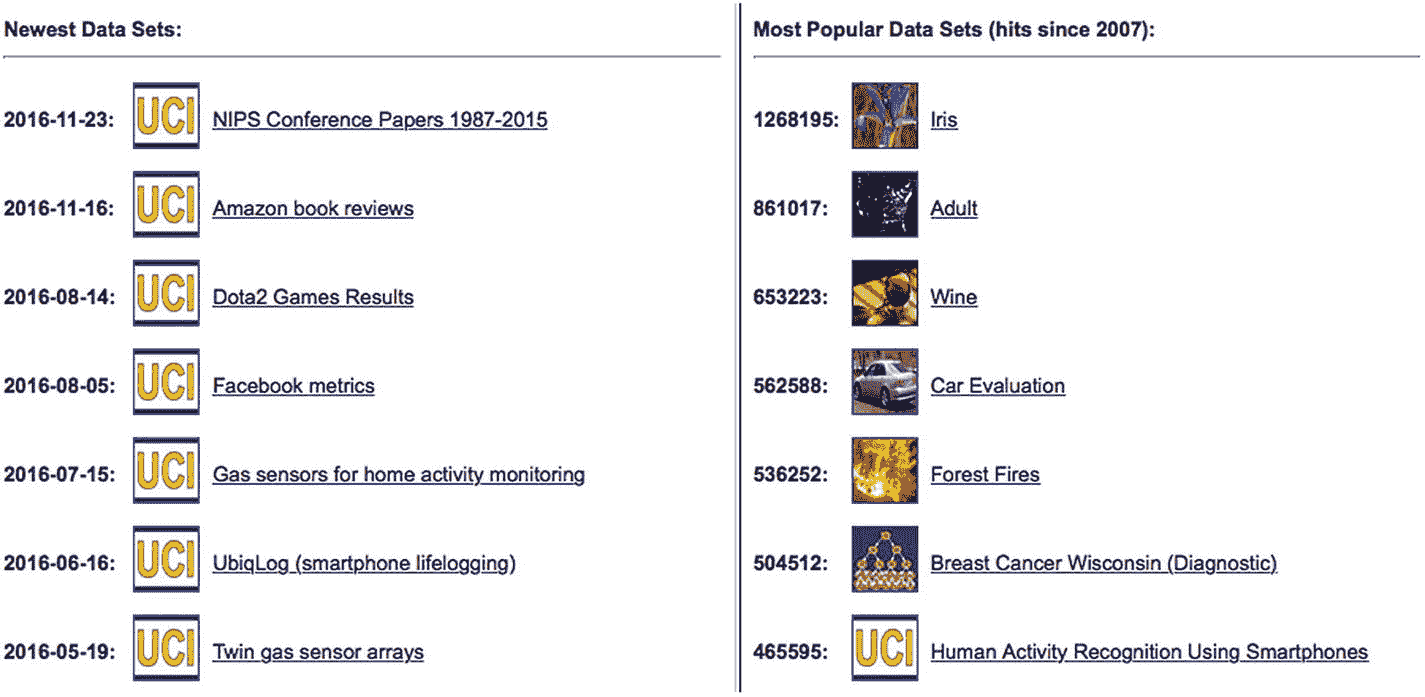 Newest Data Sets:
2016-11-23: UCI NIPS Conference Papers 1987-2015
2016-11-16: UCI Amazon book reviews
2016-08-14: UCI Dota2 Games Results
2016-08-05: UCI Facebook metrics
2016-07-15: UCI Gas sensors for home activity monitoring
2016-06-16: UCI UbiqLog (smartphone lifelogging)
2016-05-19: UCI Twin gas sensor arrays
Most Popular Data Sets (hits since 2007):
1268195: Iris
861017: Adult
653223: Wine
562588: Car Evaluation
536252: Forest Fires
504512: Breast Cancer Wisconsin (Diagnostic)
465595: UCI Human Activity Recognition Using Smartphones